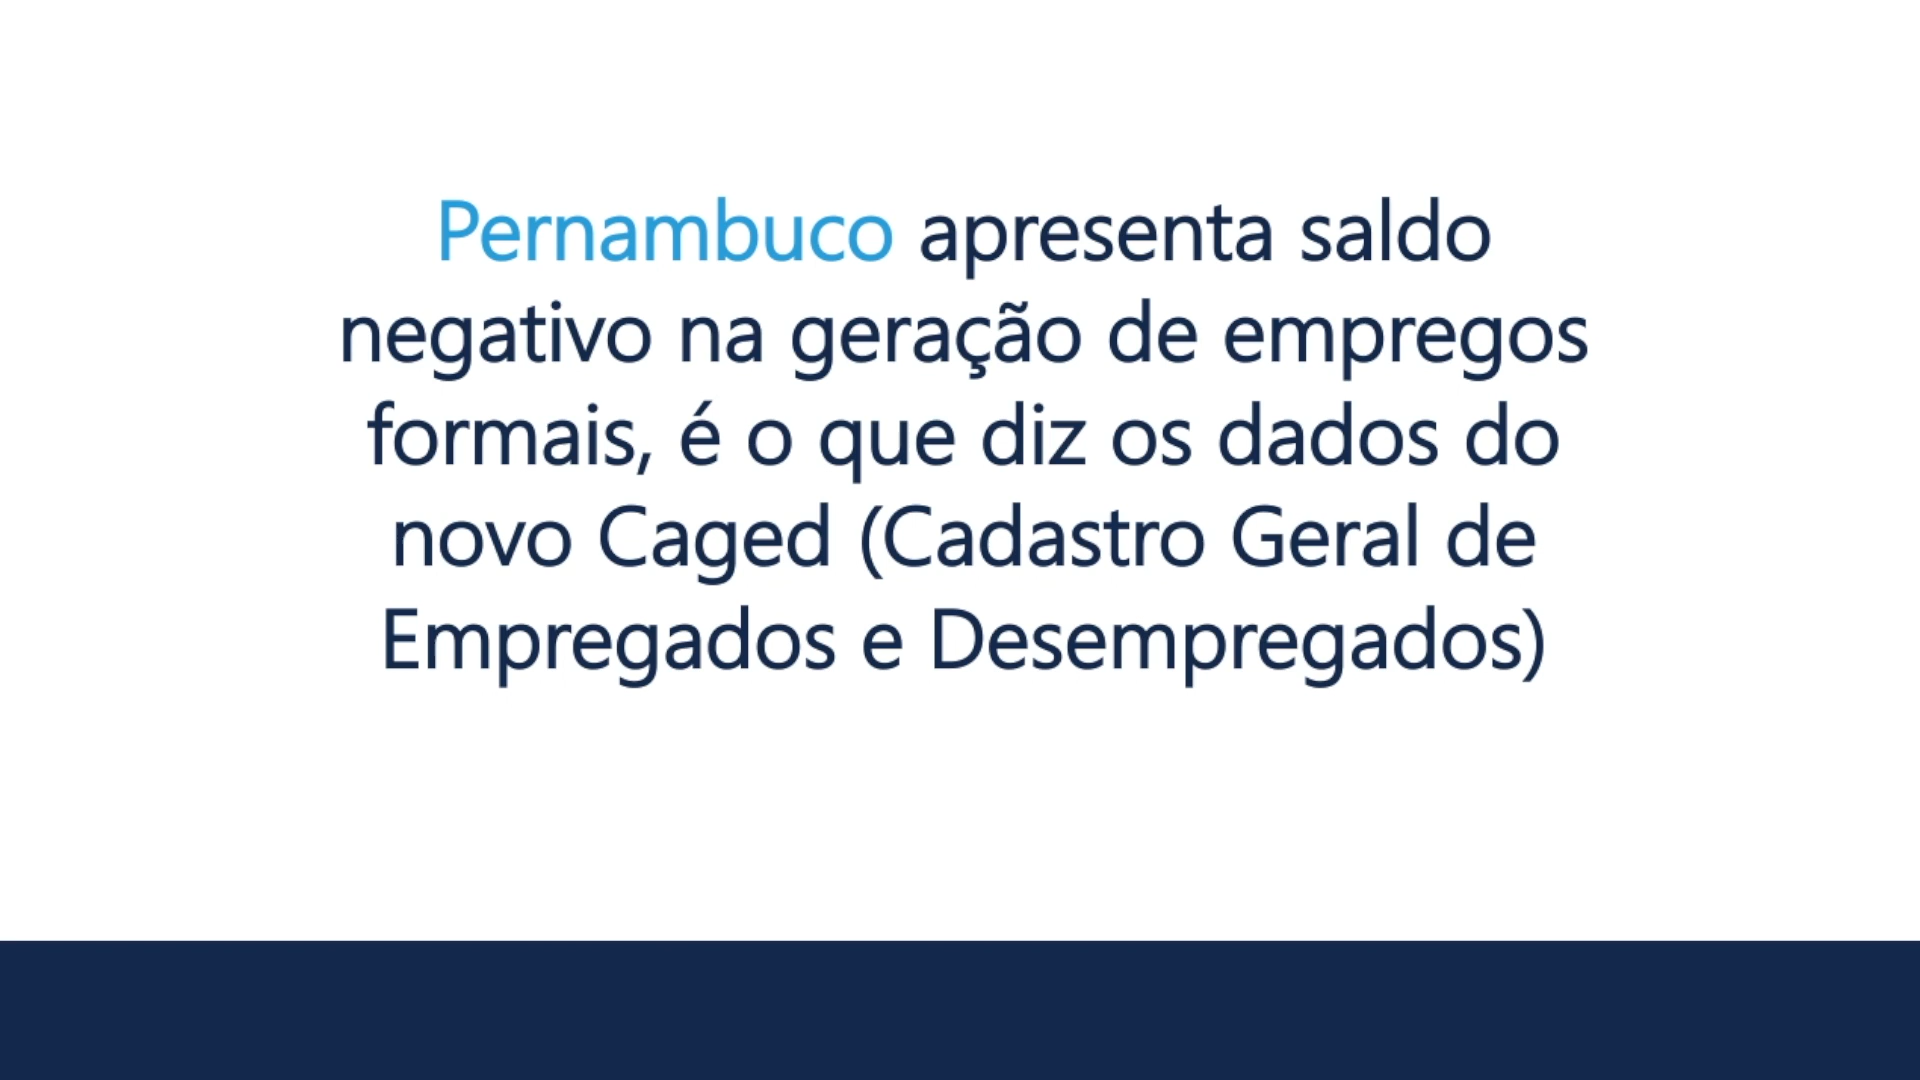 Pernambuco apresenta saldo
negativo na geração de empregos
formais, é o que diz os dados do
novo Caged (Cadastro Geral de
Empregados e Desempregados)